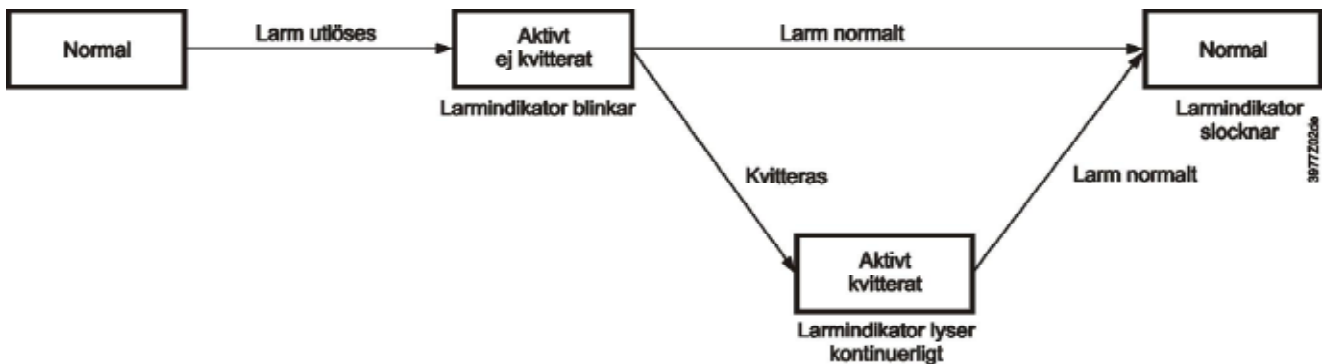 Normal
Larm utlöses
Aktivt
ej kvitterat
Larmindikator blinkar
Larm normalt
Normal
Larmindikator
slocknar
3977Z02de
Kvitteras
Larm normalt
Aktivt
kvitterat
Larmindikator lyser
kontinuerligt